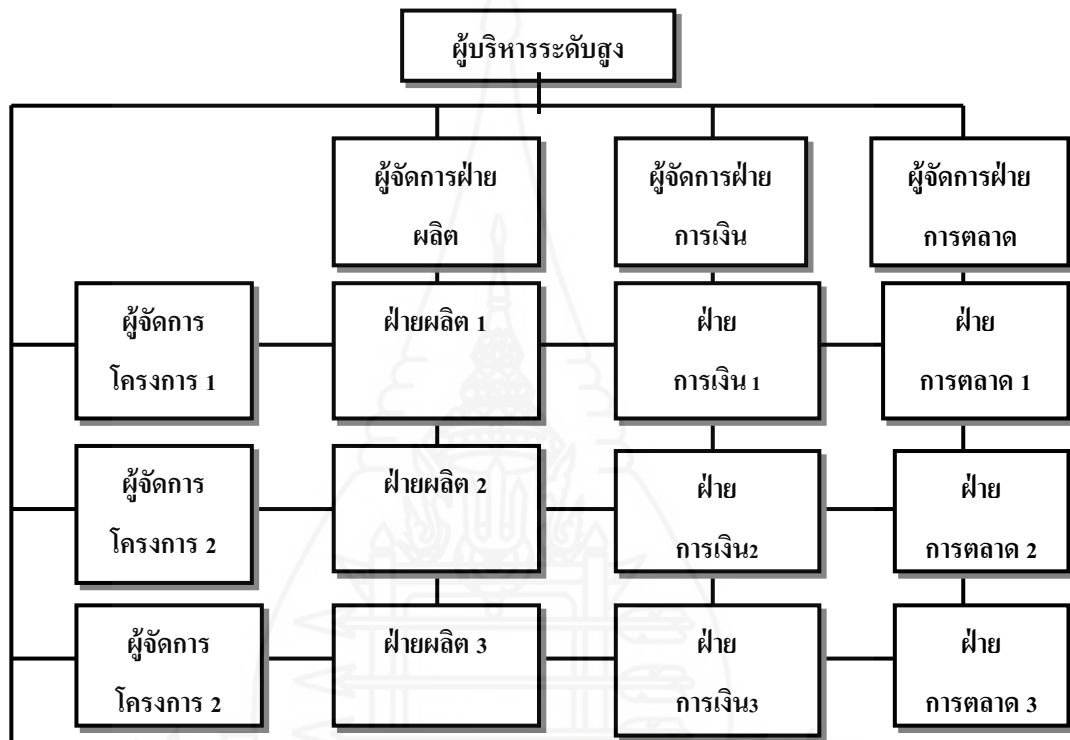 ผู้บริหารระดับสูง
ผู้จัดการฝ่าย
ผลิต
ผู้จัดการฝ่าย
การเงิน
ผู้จัดการฝ่าย
การตลาด
ผู้จัดการ
โครงการ 1
ฝ่ายผลิต 1
ฝ่าย
การเงิน 1
ฝ่าย
การตลาด 1
ผู้จัดการ
โครงการ 2
ฝ่ายผลิต 2
ฝ่าย
การเงิน2
ฝ่าย
การตลาด 2
ผู้จัดการ
โครงการ 2
ฝ่ายผลิต 3
ฝ่าย
การเงิน3
ฝ่าย
การตลาด 3